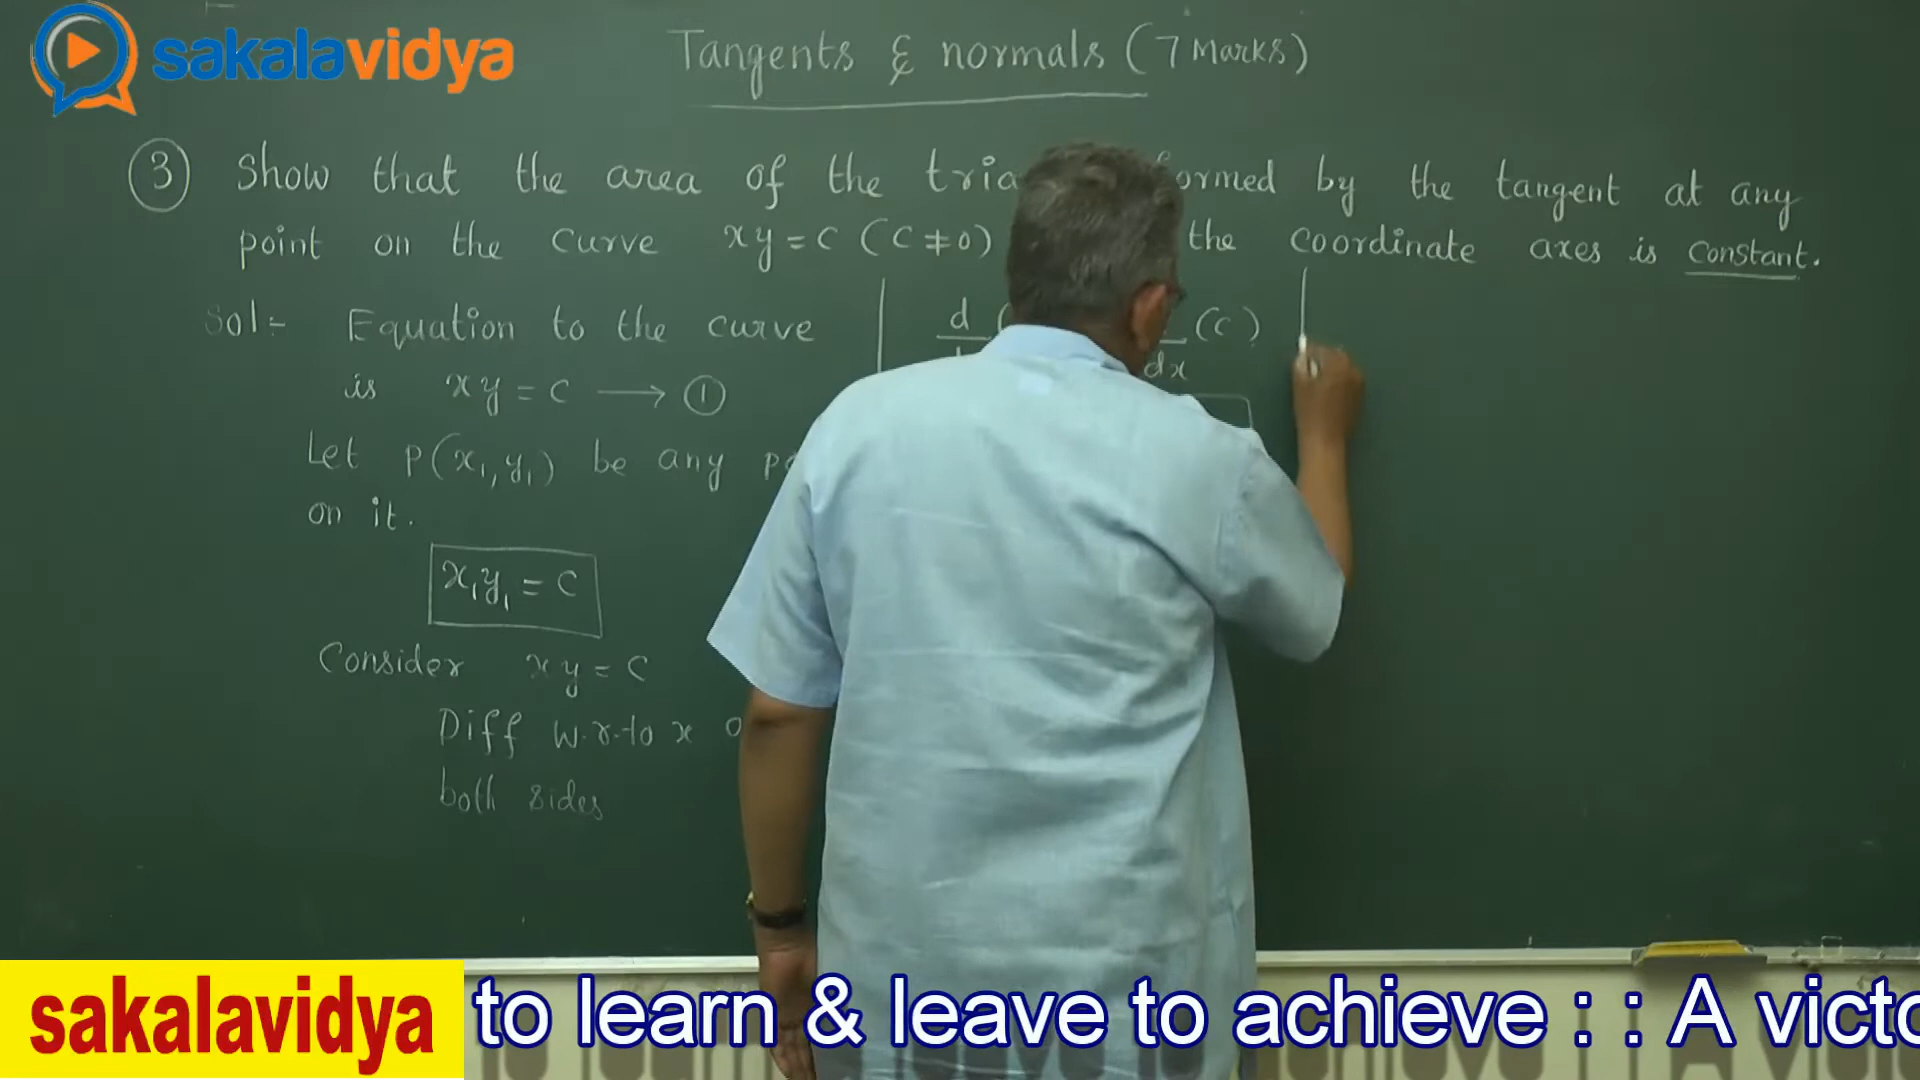 sakalavidya
Tangents & normals (7 Marks)
③ Show that the area of the ormed by the tangent at any
point on the curve xy = c (c ≠ 0) the coordinate axes is constant.
Sol:- Equation to the curve
is xy = c ⟶ ①
Let P(x₁, y₁) be any
on it.
x₁y₁ = c
Consider xy = c
Diff w.r.to x
both sides
d (c)
dx
sakalavidya
to learn & leave to achieve : : A victo